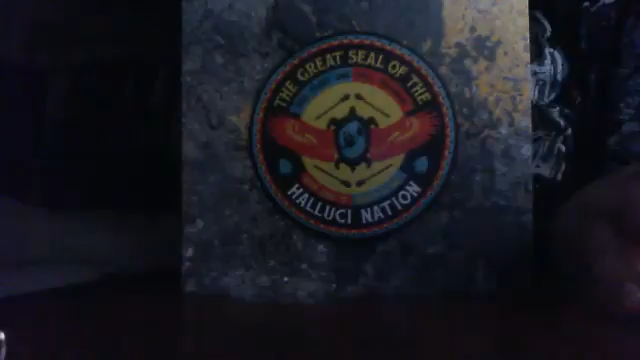 THE GREAT SEAL OF THE
HALLUCI NATION